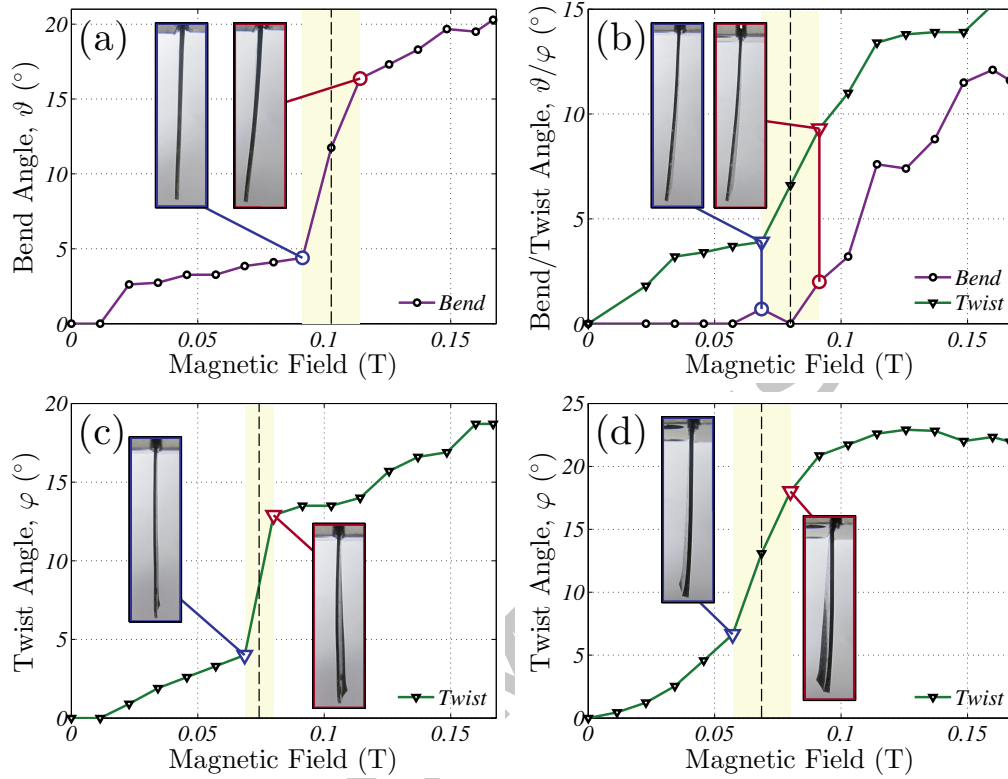 (a)
Bend Angle, ϑ (°)
20
15
10
5
0
0
0.05
0.1
0.15
Magnetic Field (T)
Bend
(b)
Bend/Twist Angle, ϑ/φ (°)
15
10
5
0
0
0.05
0.1
0.15
Magnetic Field (T)
Bend
Twist
(c)
Twist Angle, φ (°)
20
15
10
5
0
0
0.05
0.1
0.15
Magnetic Field (T)
Twist
(d)
Twist Angle, φ (°)
25
20
15
10
5
0
0
0.05
0.1
0.15
Magnetic Field (T)
Twist